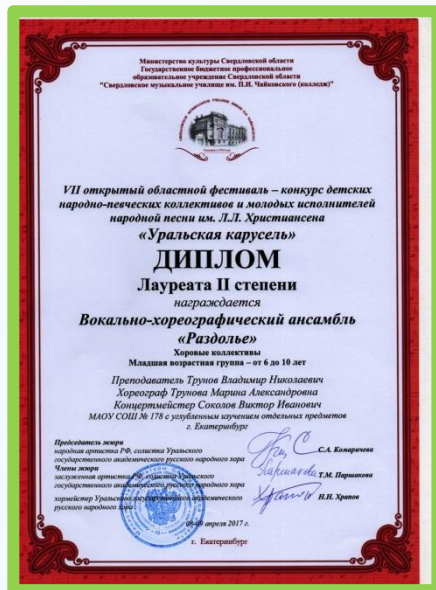 Министерство культуры Свердловской области
Государственное бюджетное профессиональное
образовательное учреждение Свердловской области
"Свердловское музыкальное училище им. П.И. Чайковского (колледж)"
VII открытый областной фестиваль – конкурс детских
народно-певческих коллективов и молодых исполнителей
народной песни им. Л.Л. Христиансена
«Уральская карусель»
ДИПЛОМ
Лауреата II степени
награждается
Вокально-хореографический ансамбль
«Раздолье»
Хоровые коллективы
Младшая возрастная группа – от 6 до 10 лет
Преподаватель Трунов Владимир Николаевич
Хореограф Трунова Марина Александровна
Концертмейстер Соколов Виктор Иванович
МАОУ СОШ № 178 с углубленным изучением отдельных предметов
г. Екатеринбург
Председатель жюри
народная артистка РФ, солистка Уральского
государственного академического русского народного хора
С.А. Комаричева
Члены жюри
заслуженная артистка РФ, солистка Уральского
государственного академического русского народного хора
Т.М. Паршакова
хормейстер Уральского государственного академического
русского народного хора
Н.Н. Храпов
08-09 апреля 2017 г.
г. Екатеринбург